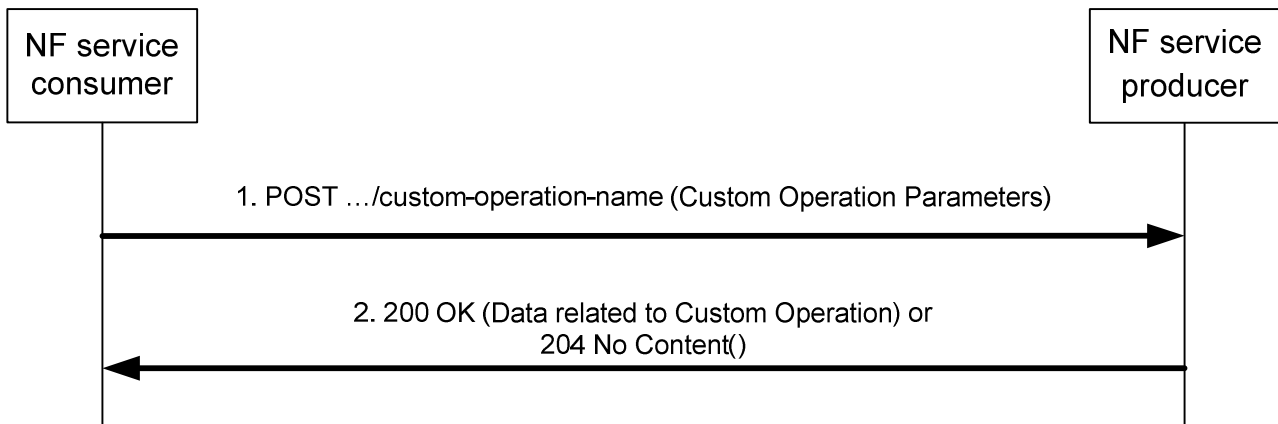 NF service
consumer
NF service
producer
1. POST …/custom-operation-name (Custom Operation Parameters)
2. 200 OK (Data related to Custom Operation) or
204 No Content()